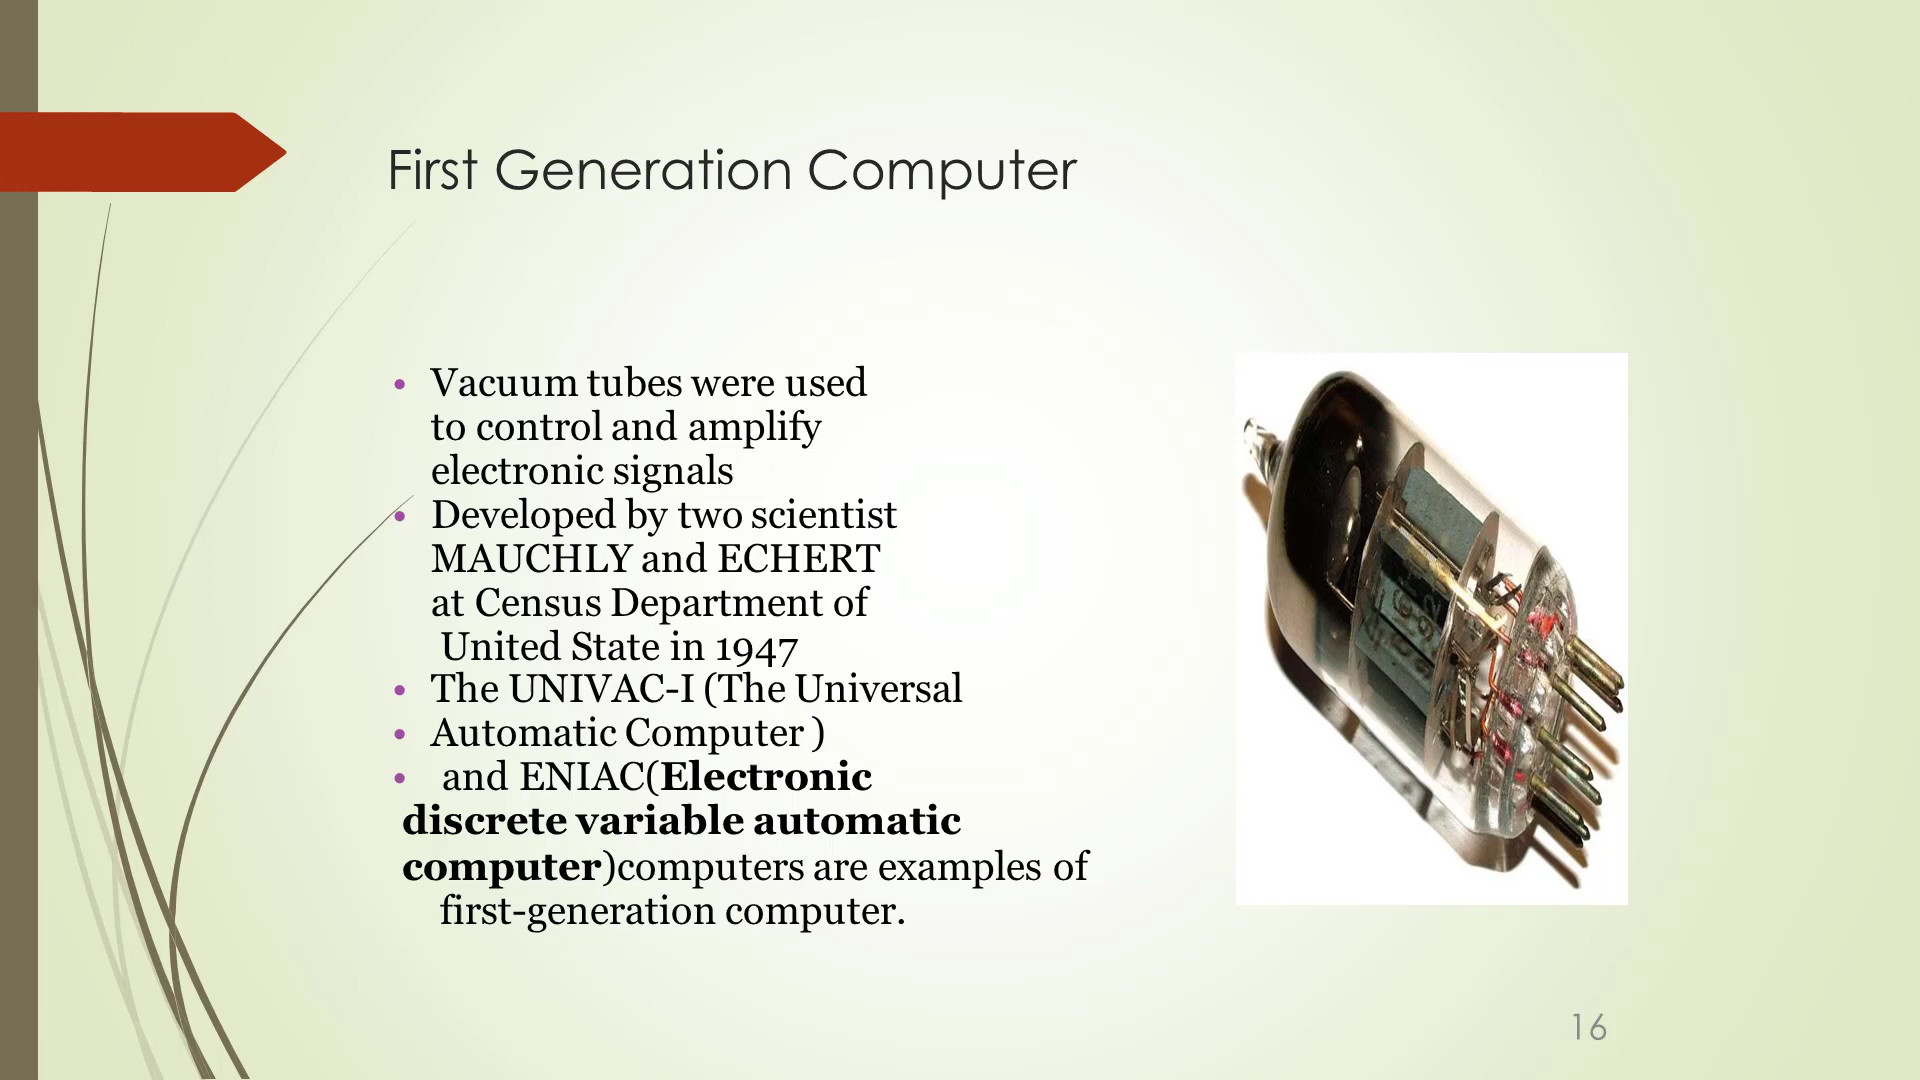 First Generation Computer
• Vacuum tubes were used
to control and amplify
electronic signals
• Developed by two scientist
MAUCHLY and ECHERT
at Census Department of
United State in 1947
• The UNIVAC-I (The Universal
• Automatic Computer )
• and ENIAC(Electronic
discrete variable automatic
computer)computers are examples of
first-generation computer.
16